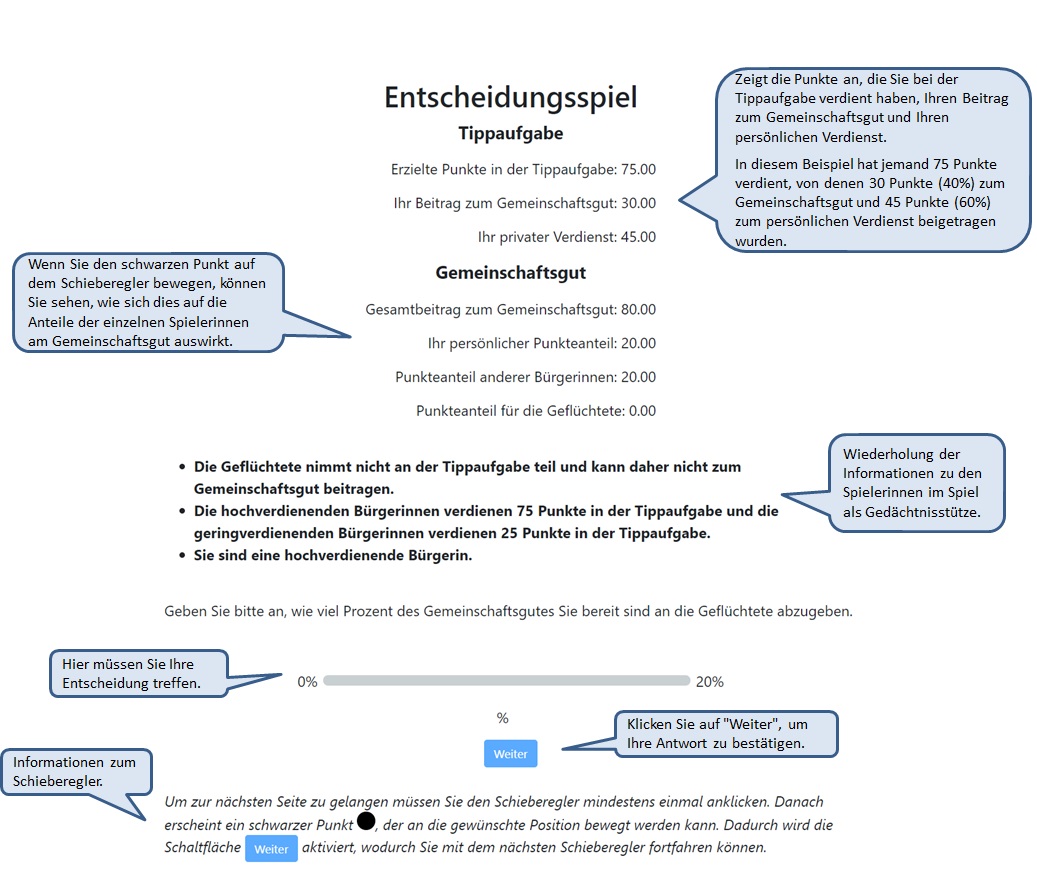 Entscheidungsspiel
Tippaufgabe
Erzielte Punkte in der Tippaufgabe: 75.00
Ihr Beitrag zum Gemeinschaftsgut: 30.00
Ihr privater Verdienst: 45.00
Zeigt die Punkte an, die Sie bei der
Tippaufgabe verdient haben, Ihren Beitrag
zum Gemeinschaftsgut und Ihren
persönlichen Verdienst.
In diesem Beispiel hat jemand 75 Punkte
verdient, von denen 30 Punkte (40%) zum
Gemeinschaftsgut und 45 Punkte (60%)
zum persönlichen Verdienst beigetragen
wurden.
Wenn Sie den schwarzen Punkt auf
dem Schieberegler bewegen, können
Sie sehen, wie sich dies auf die
Anteile der einzelnen Spielerinnen
am Gemeinschaftsgut auswirkt.
Gemeinschaftsgut
Gesamtbeitrag zum Gemeinschaftsgut: 80.00
Ihr persönlicher Punkteanteil: 20.00
Punkteanteil anderer Bürgerinnen: 20.00
Punkteanteil für die Geflüchtete: 0.00
• Die Geflüchtete nimmt nicht an der Tippaufgabe teil und kann daher nicht zum
Gemeinschaftsgut beitragen.
• Die hochverdienenden Bürgerinnen verdienen 75 Punkte in der Tippaufgabe und die
geringverdienenden Bürgerinnen verdienen 25 Punkte in der Tippaufgabe.
• Sie sind eine hochverdienende Bürgerin.
Wiederholung der
Informationen zu den
Spielerinnen im Spiel
als Gedächtnisstütze.
Geben Sie bitte an, wie viel Prozent des Gemeinschaftsgutes Sie bereit sind an die Geflüchtete abzugeben.
Hier müssen Sie Ihre
Entscheidung treffen.
0% 20%
%
Weiter
Klicken Sie auf "Weiter", um
Ihre Antwort zu bestätigen.
Informationen zum
Schieberegler.
Um zur nächsten Seite zu gelangen müssen Sie den Schieberegler mindestens einmal anklicken. Danach
erscheint ein schwarzer Punkt , der an die gewünschte Position bewegt werden kann. Dadurch wird die
Schaltfläche Weiter aktiviert, wodurch Sie mit dem nächsten Schieberegler fortfahren können.